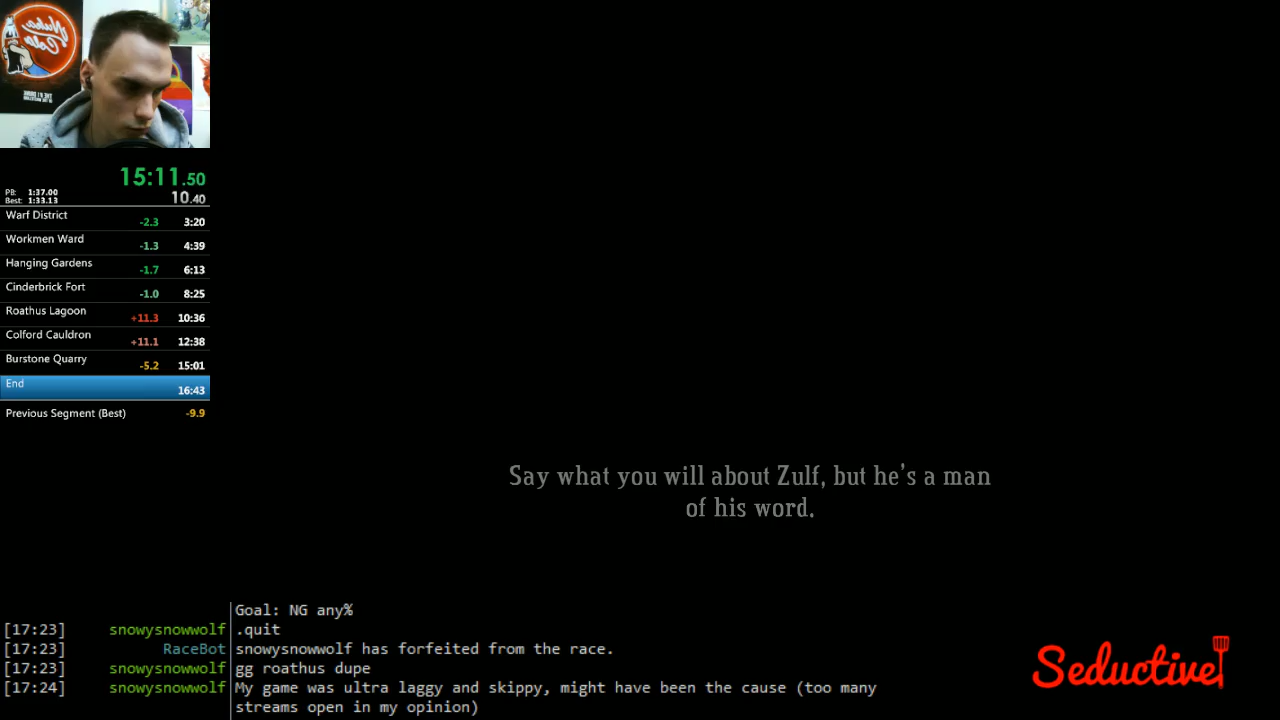 Nuka
Cola
15:11.50
PB: 1:37.00
Best: 1:33.13
10.40
Warf District -2.3 3:20
Workmen Ward -1.3 4:39
Hanging Gardens -1.7 6:13
Cinderbrick Fort -1.0 8:25
Roathus Lagoon +11.3 10:36
Colford Cauldron +11.1 12:38
Burstone Quarry -5.2 15:01
End 16:43
Previous Segment (Best) -9.9
Say what you will about Zulf, but he's a man
of his word.
Goal: NG any%
[17:23] snowysnowwolf .quit
[17:23] RaceBot snowysnowwolf has forfeited from the race.
[17:23] snowysnowwolf gg roathus dupe
[17:24] snowysnowwolf My game was ultra laggy and skippy, might have been the cause (too many
streams open in my opinion)
Seductive